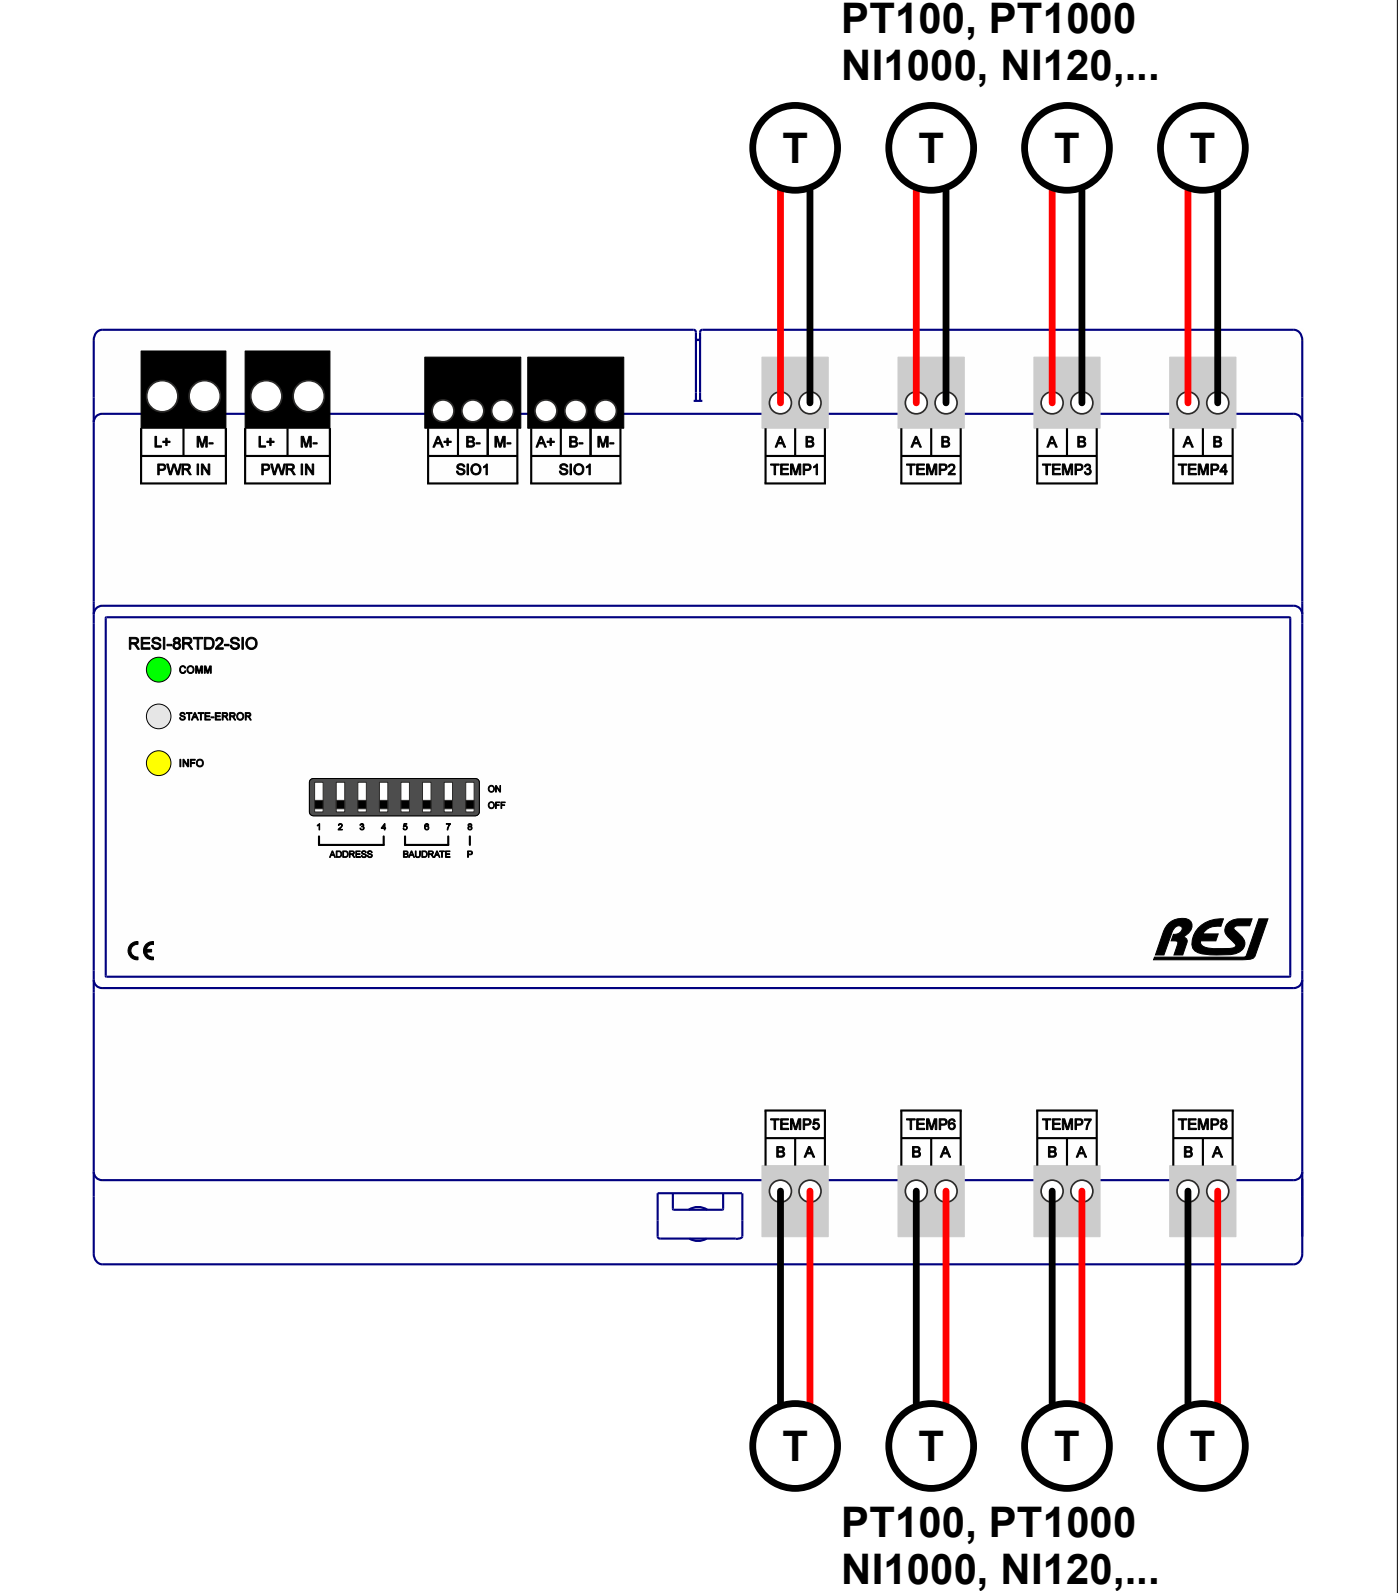 PT100, PT1000
NI1000, NI120,...
T T T T
L+ M- L+ M- A+ B- M- A+ B- M- A B A B A B A B
PWR IN PWR IN SIO1 SIO1 TEMP1 TEMP2 TEMP3 TEMP4
RESI-8RTD2-SIO
COMM
STATE-ERROR
INFO
ON
OFF
1 2 3 4 5 6 7 8
ADDRESS BAUDRATE P
CE
RESI
TEMP5 TEMP6 TEMP7 TEMP8
B A B A B A B A
T T T T
PT100, PT1000
NI1000, NI120,...